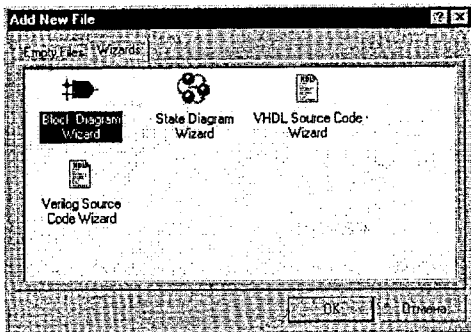 Add New File
Empty Files Wizards
Block Diagram
Wizard
State Diagram
Wizard
VHDL Source Code
Wizard
Verilog Source
Code Wizard
OK Отмена